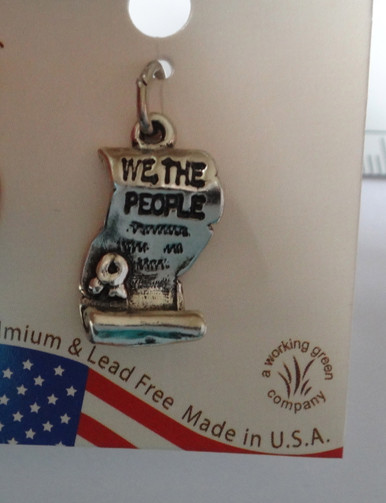 WE THE
PEOPLE
mium & Lead Free Made in U.S.A.
a working green
company